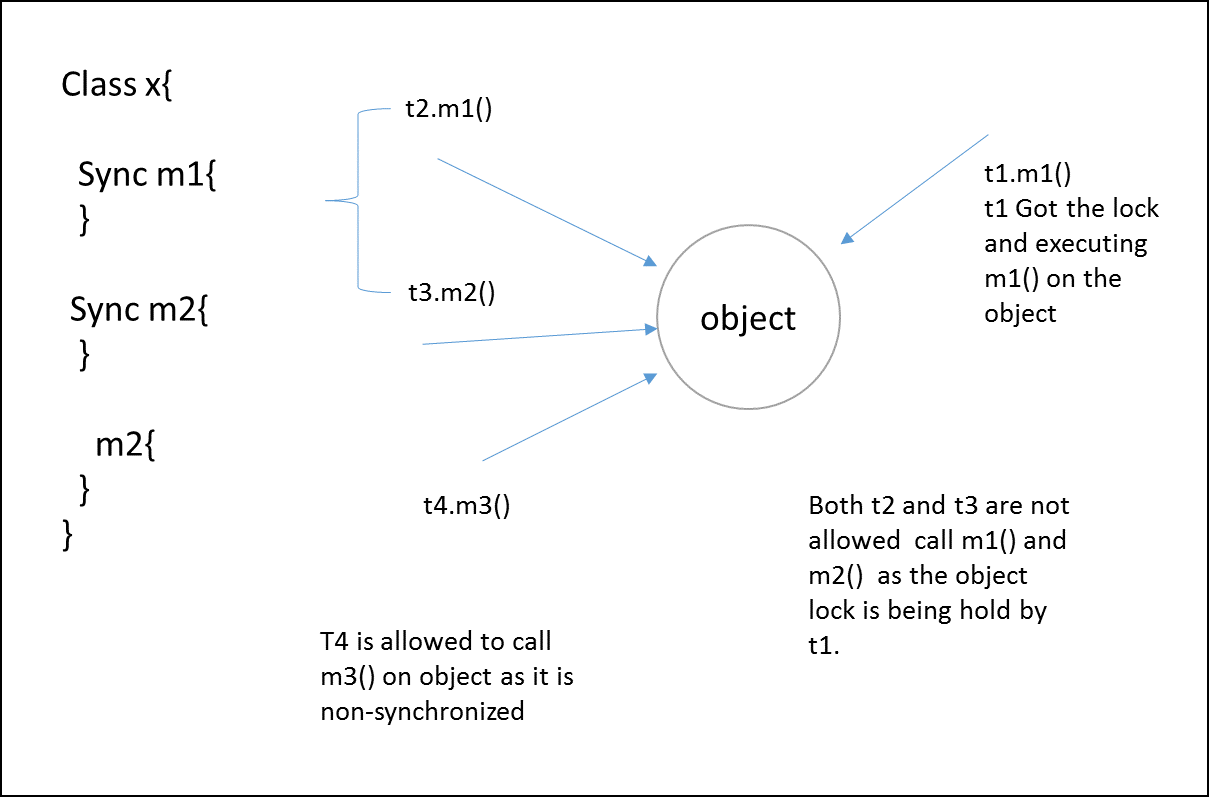 Class x{
Sync m1{
}
Sync m2{
}
m2{
}
}
t2.m1()
t3.m2()
t4.m3()
object
t1.m1()
t1 Got the lock
and executing
m1() on the
object
Both t2 and t3 are not
allowed  call m1() and
m2()  as the object
lock is being hold by
t1.
T4 is allowed to call
m3() on object as it is
non-synchronized